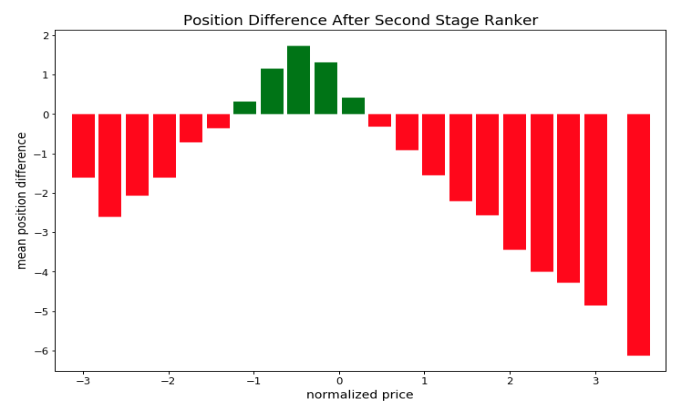 Position Difference After Second Stage Ranker
2
1
0
−1
−2
−3
−4
−5
−6
mean position difference
−3 −2 −1 0 1 2 3
normalized price